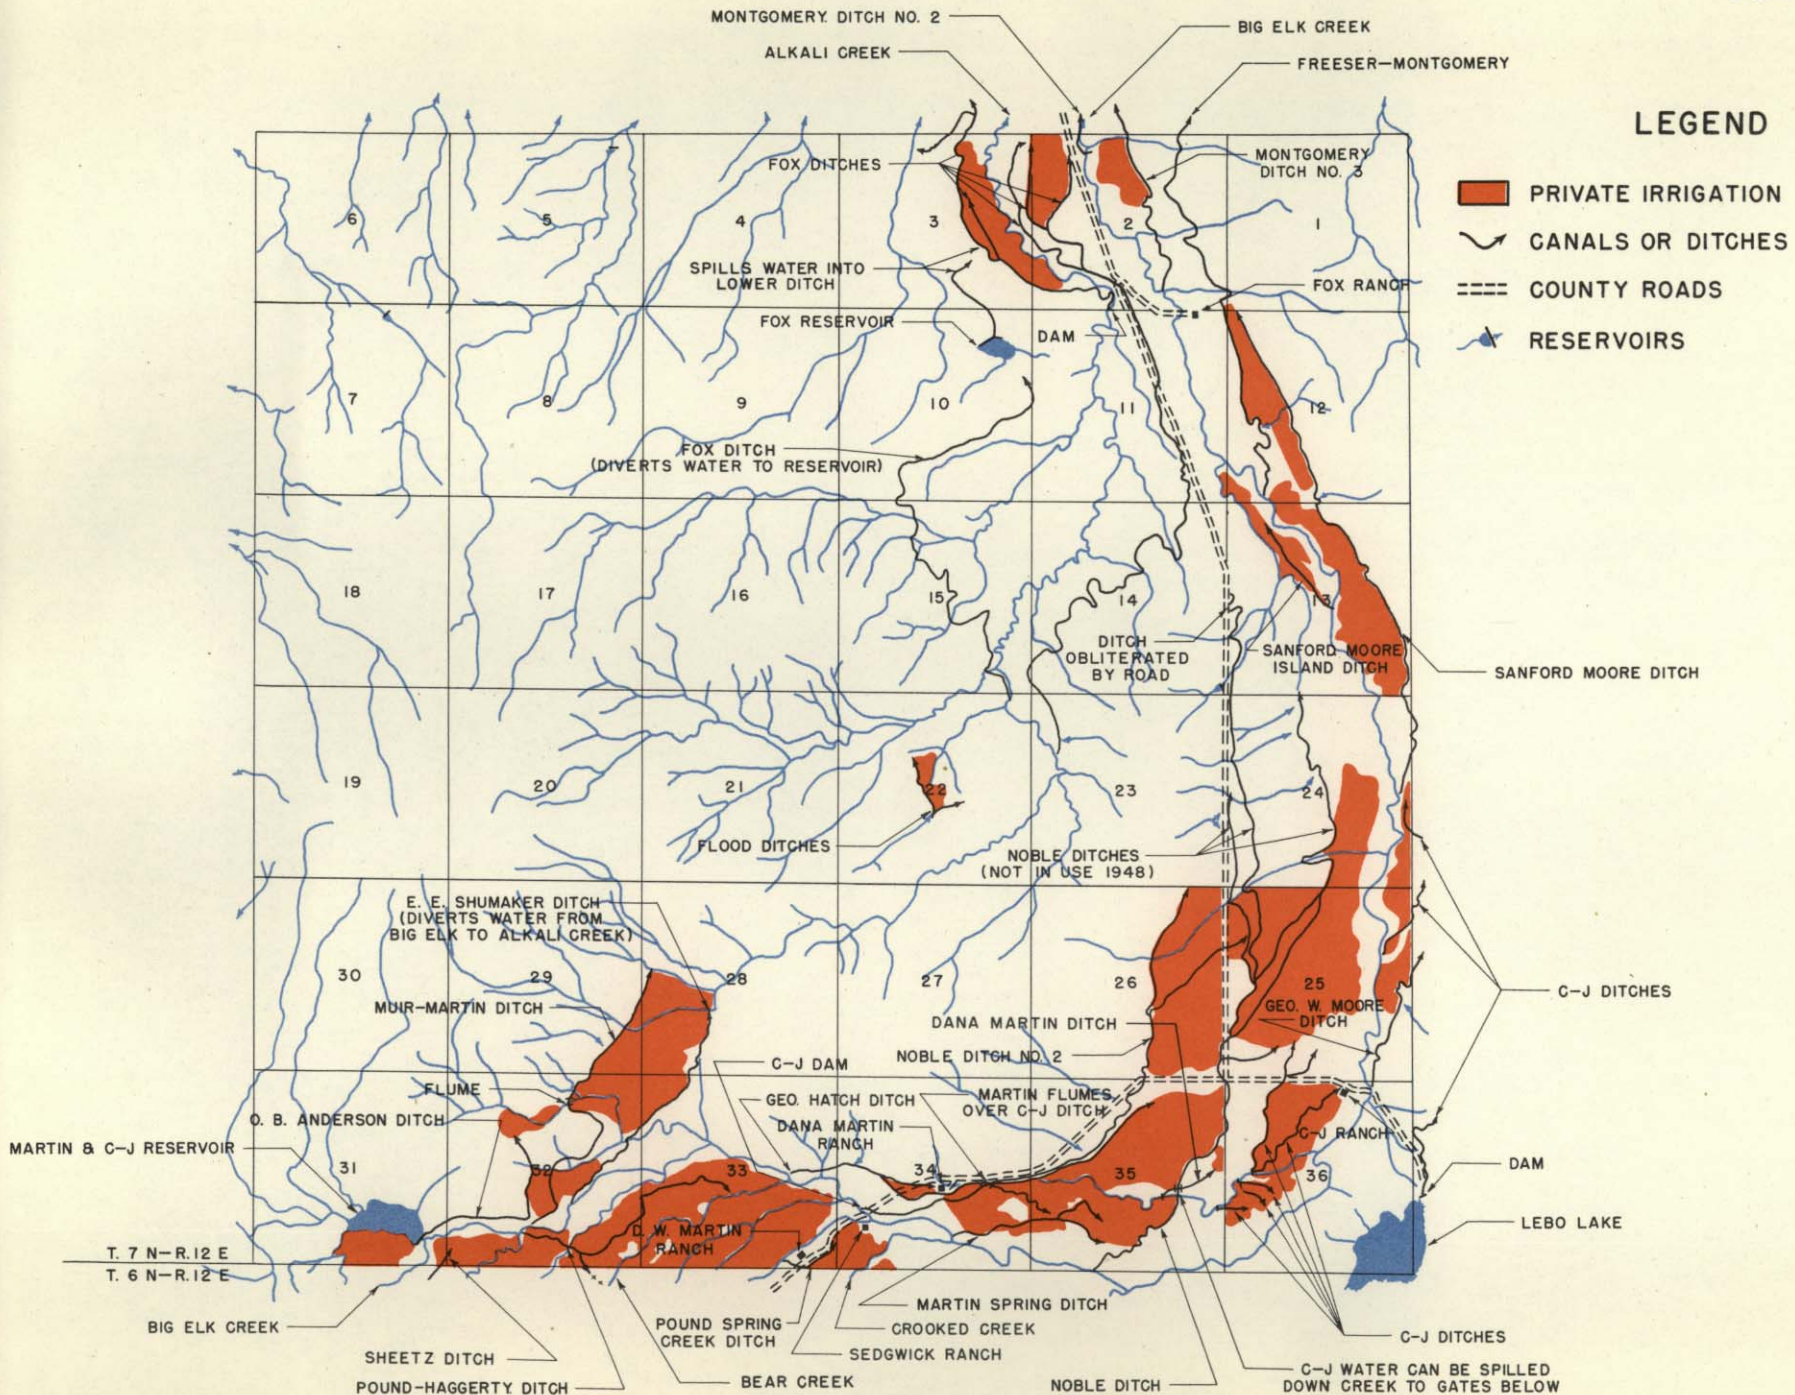 MONTGOMERY DITCH NO. 2
BIG ELK CREEK
ALKALI CREEK
FREESER—MONTGOMERY
LEGEND
PRIVATE IRRIGATION
CANALS OR DITCHES
COUNTY ROADS
RESERVOIRS
FOX DITCHES
MONTGOMERY
DITCH NO. 3
6
5
4
3
2
1
SPILLS WATER INTO
LOWER DITCH
FOX RANCH
FOX RESERVOIR
DAM
7
8
9
10
11
12
FOX DITCH
(DIVERTS WATER TO RESERVOIR)
18
17
16
15
14
13
DITCH
OBLITERATED
BY ROAD
SANFORD MOORE
ISLAND DITCH
SANFORD MOORE DITCH
19
20
21
22
23
24
FLOOD DITCHES
NOBLE DITCHES
(NOT IN USE 1948)
E. E. SHUMAKER DITCH
(DIVERTS WATER FROM
BIG ELK TO ALKALI CREEK)
30
29
28
27
26
25
C-J DITCHES
MUIR-MARTIN DITCH
GEO. W. MOORE
DITCH
DANA MARTIN DITCH
NOBLE DITCH NO. 2
C-J DAM
FLUME
GEO. HATCH DITCH
MARTIN FLUMES
OVER C-J DITCH
O. B. ANDERSON DITCH
DANA MARTIN
RANCH
C-J RANCH
MARTIN & C-J RESERVOIR
31
32
33
34
35
36
DAM
LEBO LAKE
D. W. MARTIN
RANCH
T. 7 N-R.12 E
T. 6 N-R.12 E
MARTIN SPRING DITCH
BIG ELK CREEK
POUND SPRING
CREEK DITCH
CROOKED CREEK
C-J DITCHES
SEDGWICK RANCH
SHEETZ DITCH
C-J WATER CAN BE SPILLED
DOWN CREEK TO GATES BELOW
POUND-HAGGERTY DITCH
BEAR CREEK
NOBLE DITCH